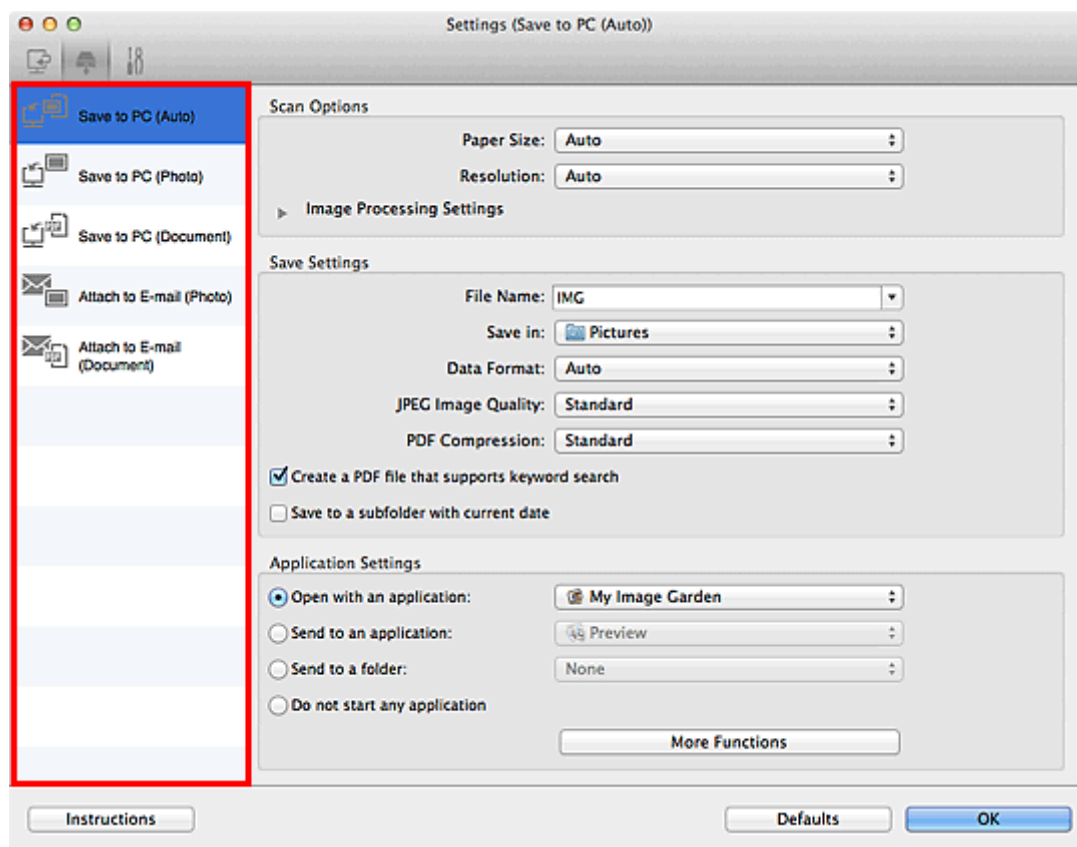 Settings (Save to PC (Auto))
Save to PC (Auto)
Save to PC (Photo)
Save to PC (Document)
Attach to E-mail (Photo)
Attach to E-mail
(Document)
Scan Options
Paper Size: Auto
Resolution: Auto
Image Processing Settings
Save Settings
File Name: IMG
Save in: Pictures
Data Format: Auto
JPEG Image Quality: Standard
PDF Compression: Standard
Create a PDF file that supports keyword search
Save to a subfolder with current date
Application Settings
Open with an application: My Image Garden
Send to an application: Preview
Send to a folder: None
Do not start any application
More Functions
Instructions
Defaults
OK